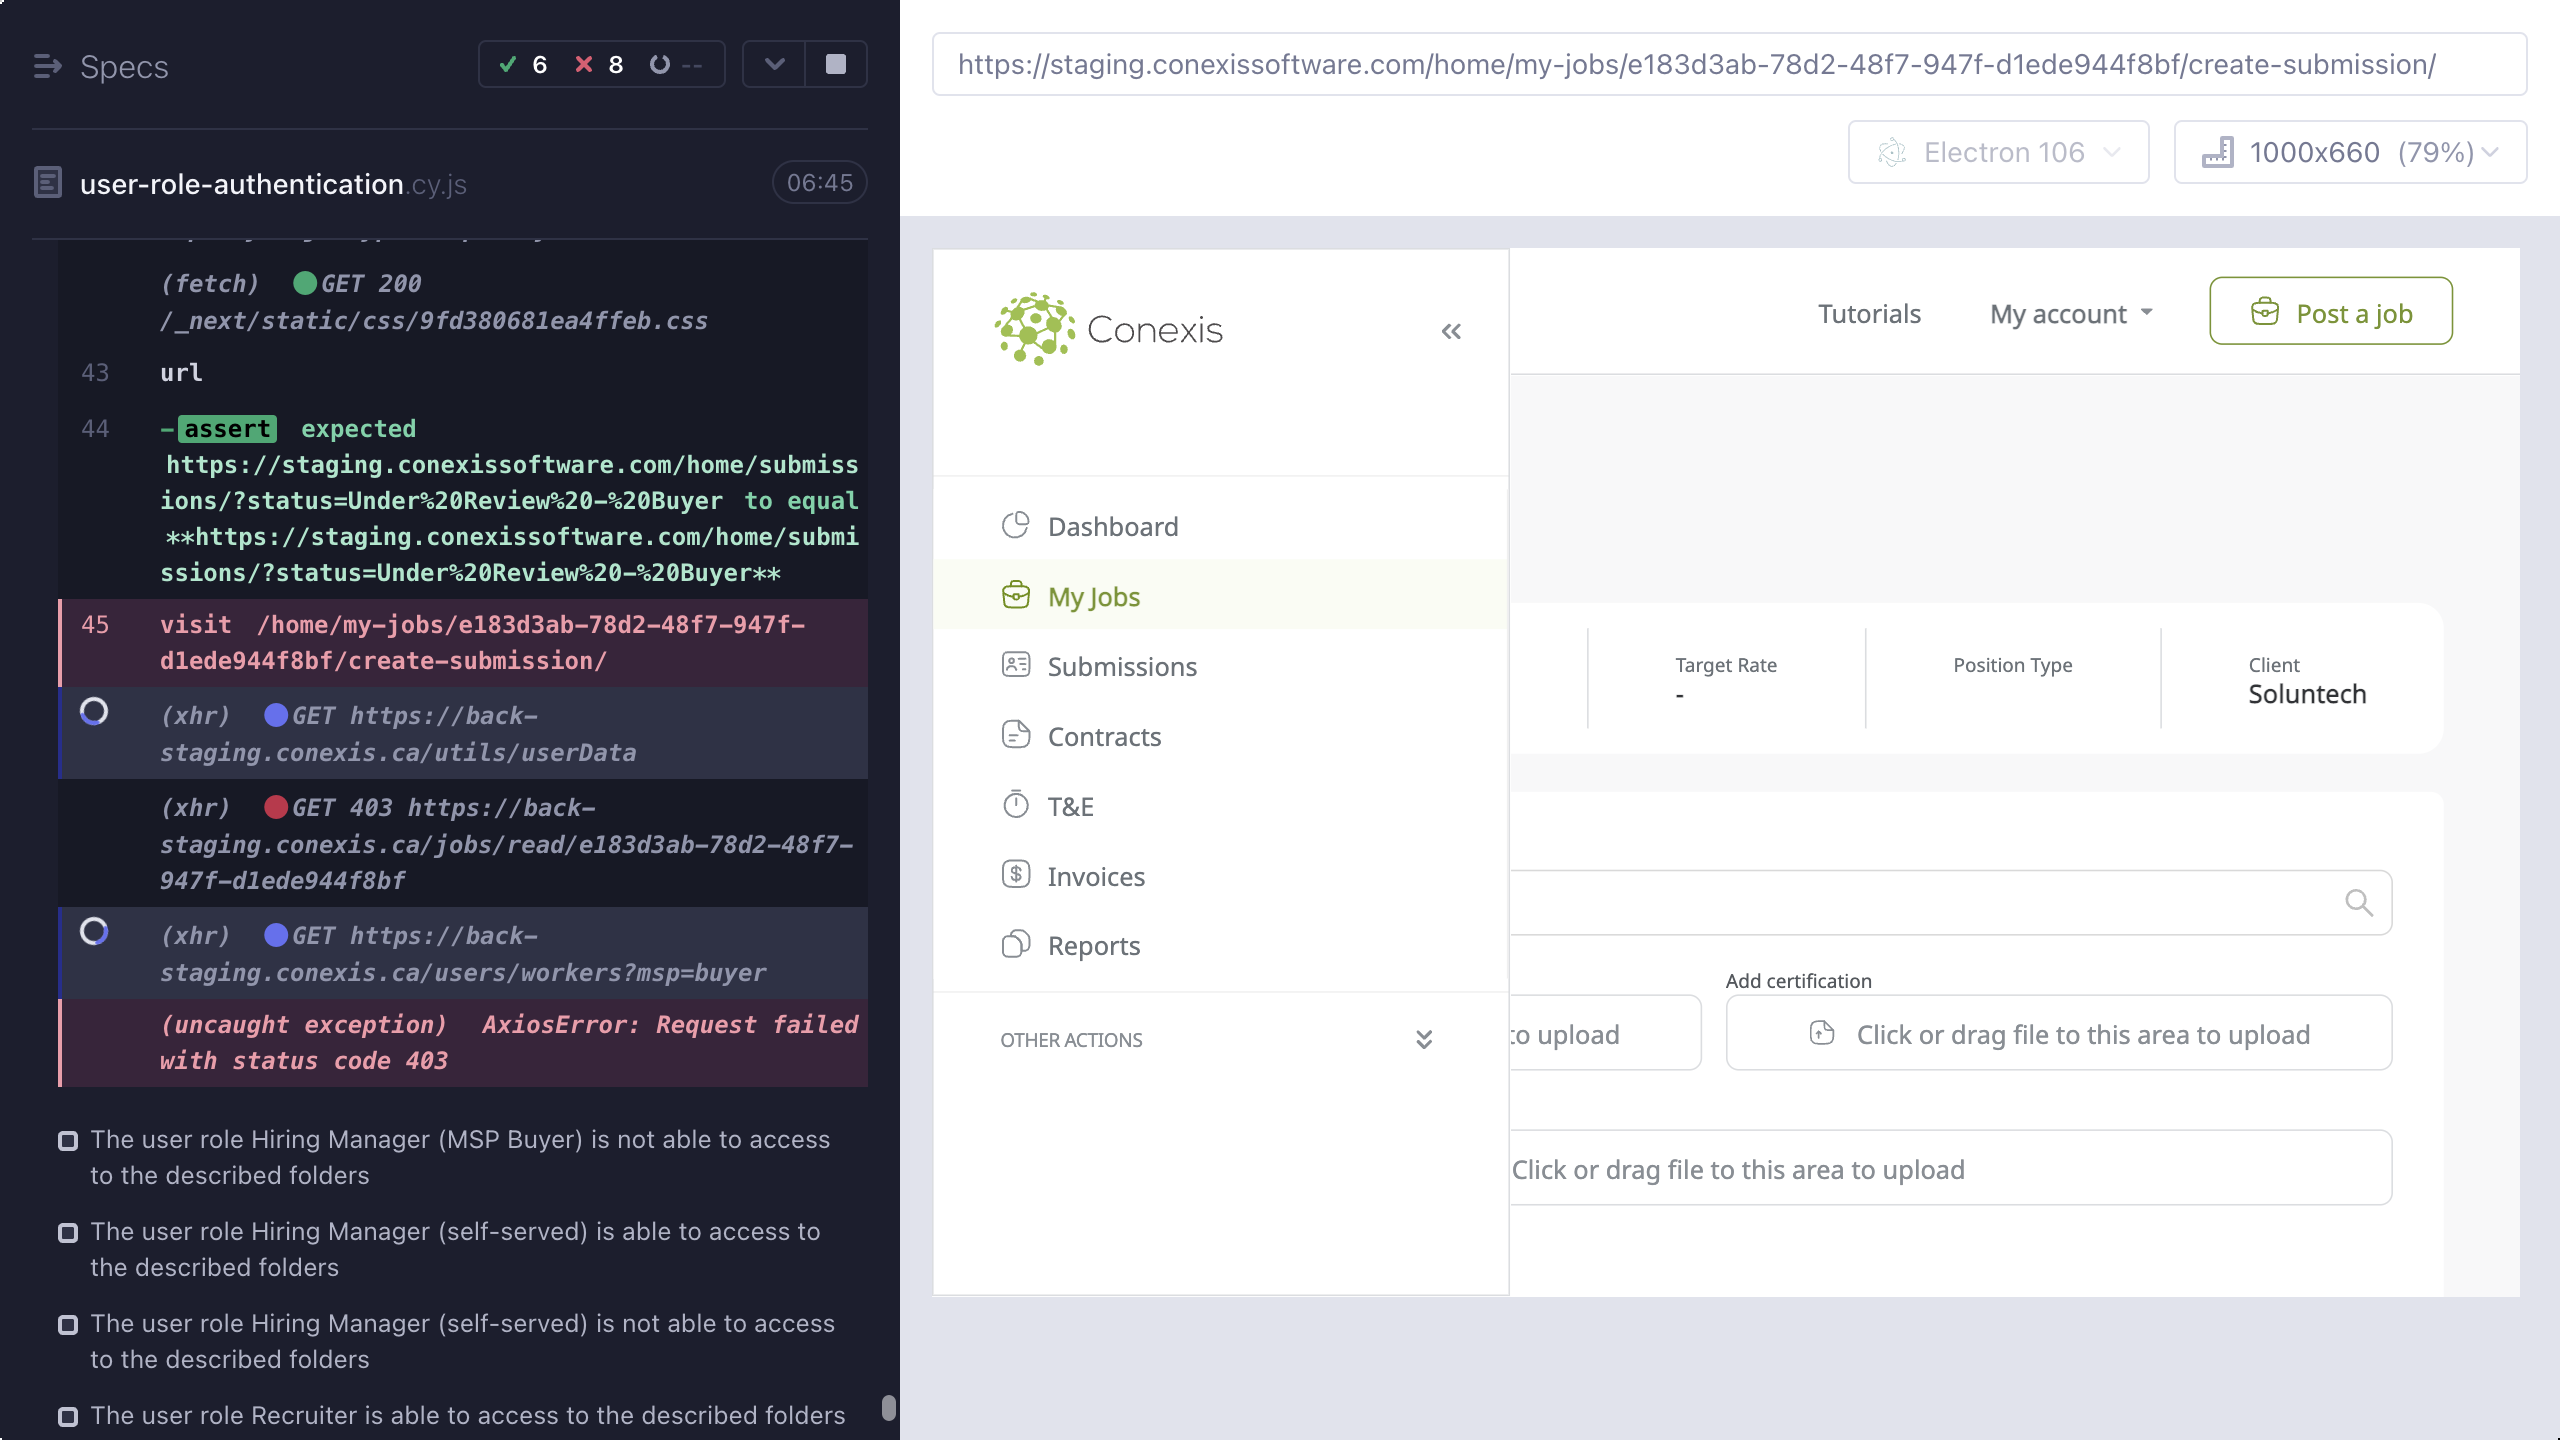 Specs
6 8 --
user-role-authentication.cy.js 06:45
(fetch) GET 200
/_next/static/css/9fd380681ea4ffeb.css
43 url
44 -assert expected
https://staging.conexissoftware.com/home/submiss
ions/?status=Under%20Review%20-%20Buyer to equal
**https://staging.conexissoftware.com/home/submi
ssions/?status=Under%20Review%20-%20Buyer**
45 visit /home/my-jobs/e183d3ab-78d2-48f7-947f-
d1ede944f8bf/create-submission/
(xhr) GET https://back-
staging.conexis.ca/utils/userData
(xhr) GET 403 https://back-
staging.conexis.ca/jobs/read/e183d3ab-78d2-48f7-
947f-d1ede944f8bf
(xhr) GET https://back-
staging.conexis.ca/users/workers?msp=buyer
(uncaught exception) AxiosError: Request failed
with status code 403
The user role Hiring Manager (MSP Buyer) is not able to access
to the described folders
The user role Hiring Manager (self-served) is able to access to
the described folders
The user role Hiring Manager (self-served) is not able to access
to the described folders
The user role Recruiter is able to access to the described folders
https://staging.conexissoftware.com/home/my-jobs/e183d3ab-78d2-48f7-947f-d1ede944f8bf/create-submission/
Electron 106
1000x660 (79%)
Conexis
Tutorials
My account
Post a job
Dashboard
My Jobs
Submissions
Contracts
T&E
Invoices
Reports
OTHER ACTIONS
Target Rate
-
Position Type
Client
Soluntech
Add certification
to upload
Click or drag file to this area to upload
Click or drag file to this area to upload